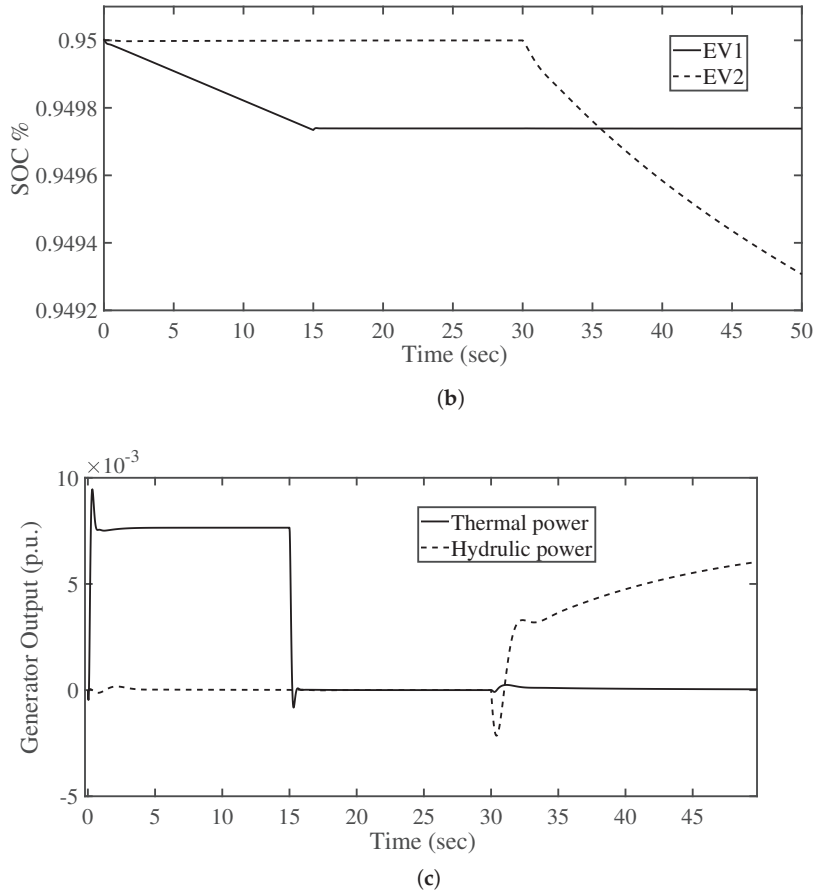 0.95
0.9498
0.9496
0.9494
0.9492
SOC %
EV1
EV2
0 5 10 15 20 25 30 35 40 45 50
Time (sec)
(b)
×10-3
10
5
0
-5
Generator Output (p.u.)
Thermal power
Hydrulic power
0 5 10 15 20 25 30 35 40 45
Time (sec)
(c)